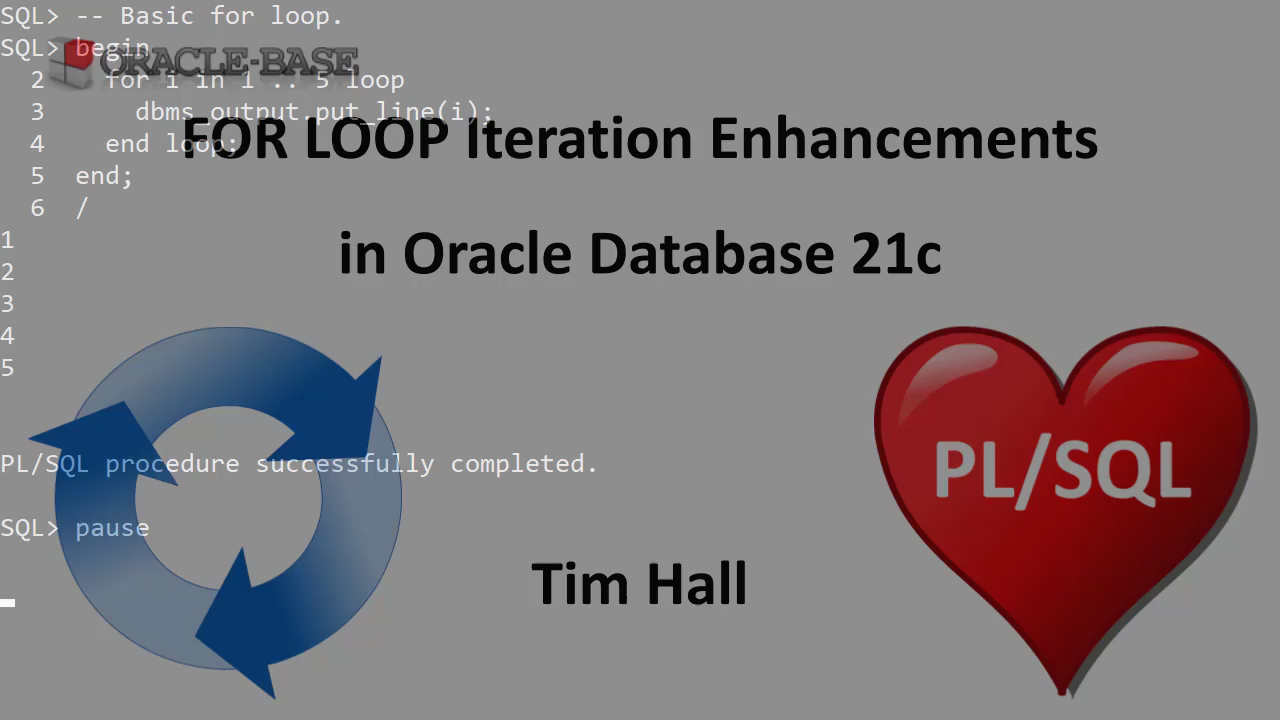 SQL> -- Basic for loop.
SQL> begin
2 for i in 1 .. 5 loop
3 dbms_output.put_line(i);
4 end loop;
5 end;
6 /
1
2
3
4
5
PL/SQL procedure successfully completed.
SQL> pause
ORACLE-BASE
FOR LOOP Iteration Enhancements
in Oracle Database 21c
PL/SQL
Tim Hall